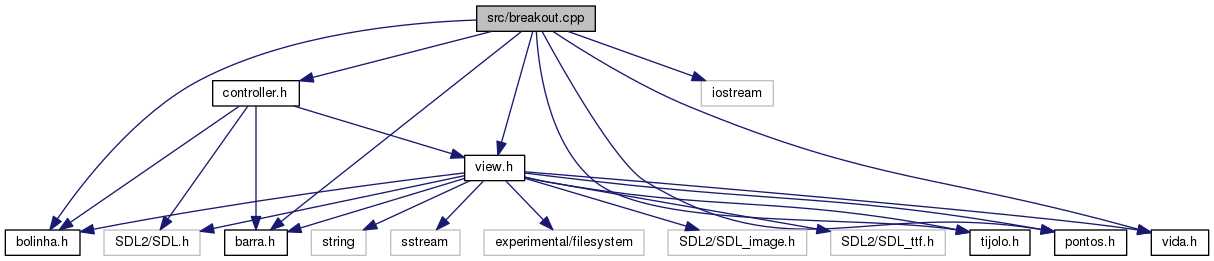 src/breakout.cpp
controller.h
iostream
view.h
bolinha.h
SDL2/SDL.h
barra.h
string
sstream
experimental/filesystem
SDL2/SDL_image.h
SDL2/SDL_ttf.h
tijolo.h
pontos.h
vida.h